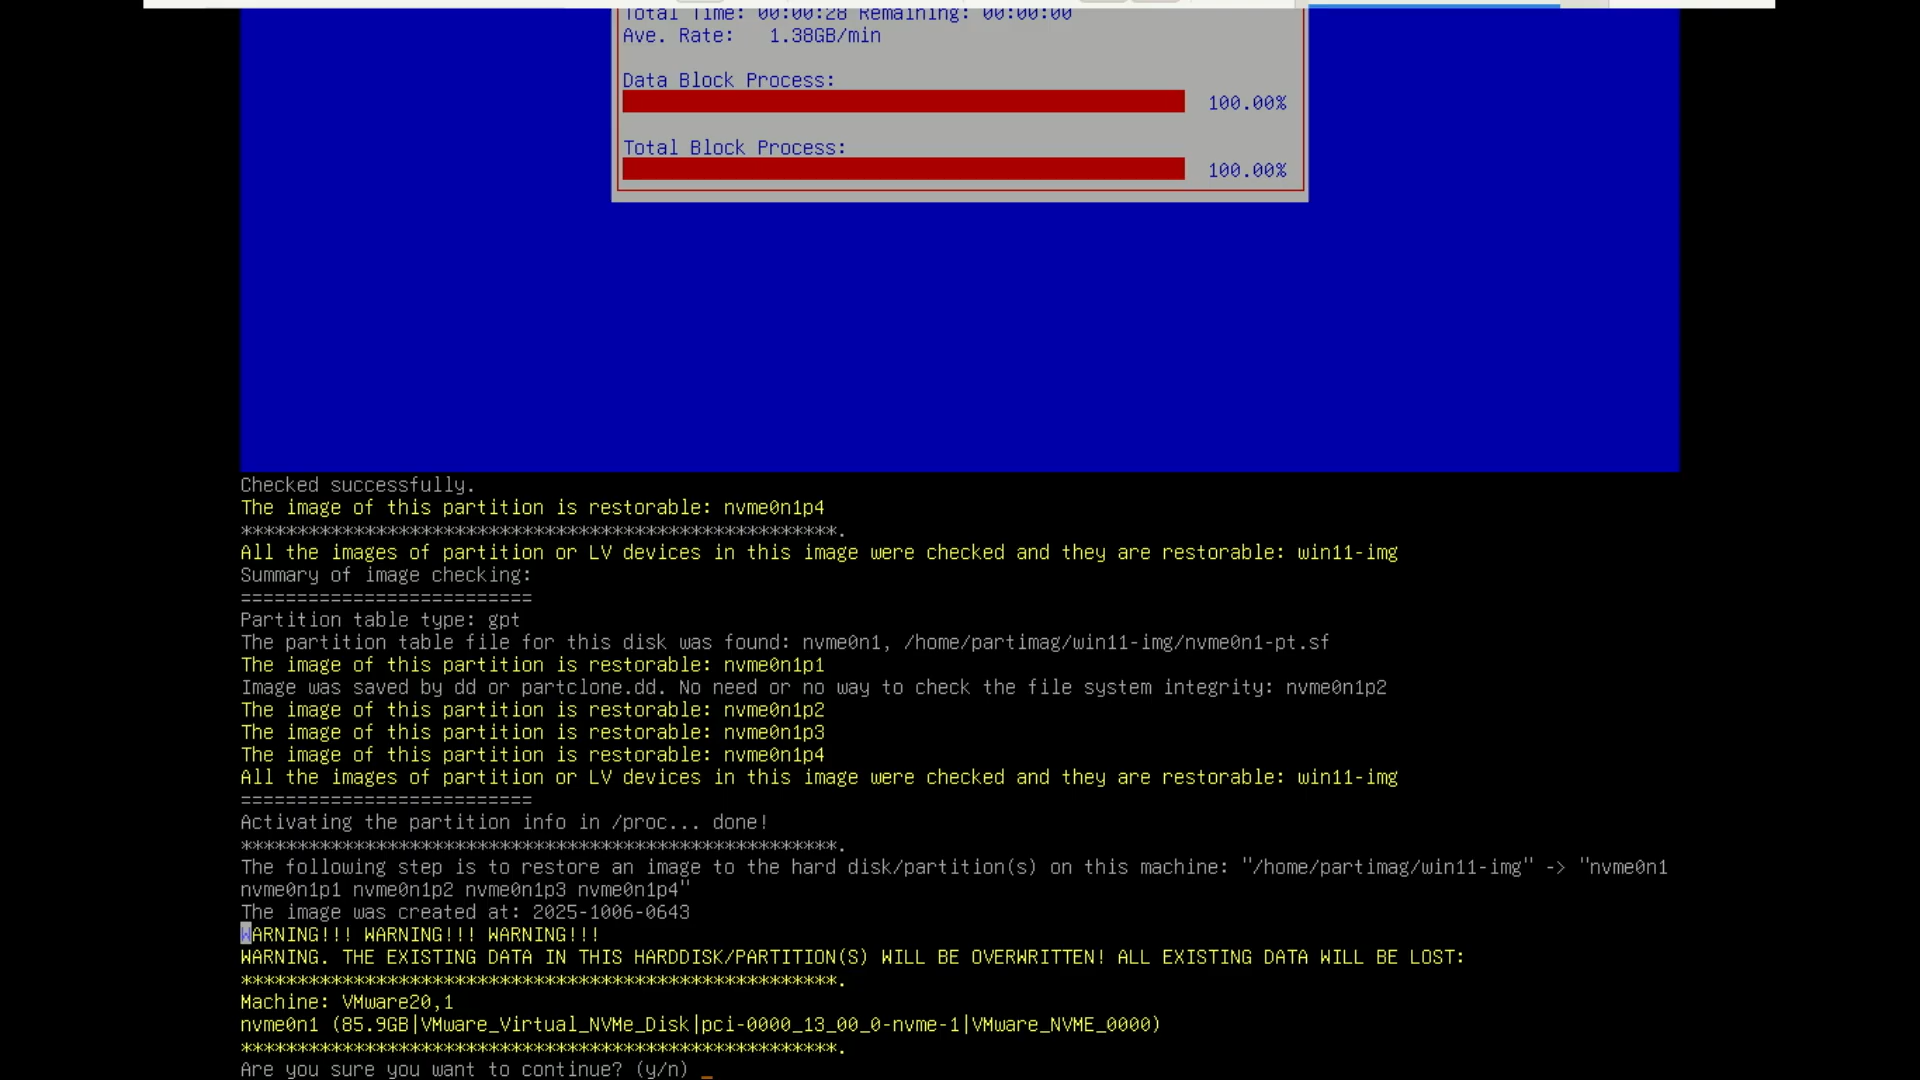 Total Time: 00:00:28 Remaining: 00:00:00
Ave. Rate:   1.38GB/min
Data Block Process:
100.00%
Total Block Process:
100.00%
Checked successfully.
The image of this partition is restorable: nvme0n1p4
*****************************************************.
All the images of partition or LV devices in this image were checked and they are restorable: win11-img
Summary of image checking:
==========================
Partition table type: gpt
The partition table file for this disk was found: nvme0n1, /home/partimag/win11-img/nvme0n1-pt.sf
The image of this partition is restorable: nvme0n1p1
Image was saved by dd or partclone.dd. No need or no way to check the file system integrity: nvme0n1p2
The image of this partition is restorable: nvme0n1p2
The image of this partition is restorable: nvme0n1p3
The image of this partition is restorable: nvme0n1p4
All the images of partition or LV devices in this image were checked and they are restorable: win11-img
==========================
Activating the partition info in /proc... done!
*****************************************************.
The following step is to restore an image to the hard disk/partition(s) on this machine: "/home/partimag/win11-img" -> "nvme0n1
nvme0n1p1 nvme0n1p2 nvme0n1p3 nvme0n1p4"
The image was created at: 2025-1006-0643
WARNING!!! WARNING!!! WARNING!!!
WARNING. THE EXISTING DATA IN THIS HARDDISK/PARTITION(S) WILL BE OVERWRITTEN! ALL EXISTING DATA WILL BE LOST:
*****************************************************.
Machine: VMware20,1
nvme0n1 (85.9GB|VMware_Virtual_NVMe_Disk|pci-0000_13_00_0-nvme-1|VMware_NVME_0000)
*****************************************************.
Are you sure you want to continue? (y/n) _